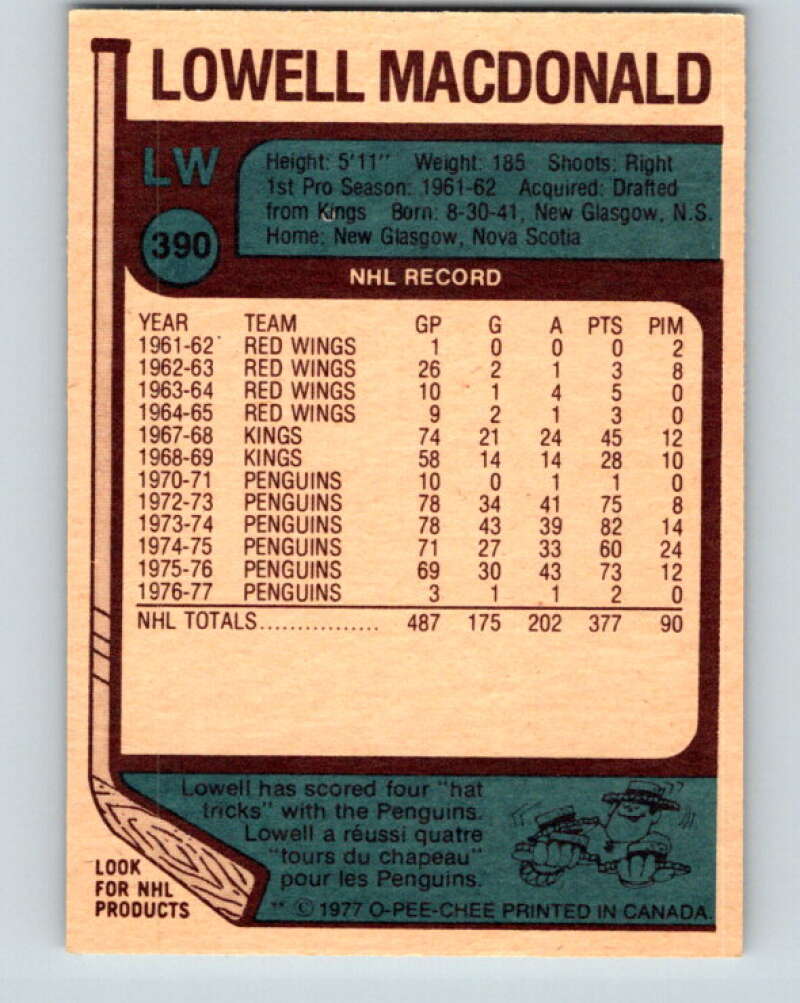 LOWELL MACDONALD
LW
Height: 5'11" Weight: 185 Shoots: Right
1st Pro Season: 1961-62 Acquired: Drafted
from Kings Born: 8-30-41, New Glasgow, N.S.
Home: New Glasgow, Nova Scotia
390
NHL RECORD
YEAR TEAM GP G A PTS PIM
1961-62 RED WINGS 1 0 0 0 2
1962-63 RED WINGS 26 2 1 3 8
1963-64 RED WINGS 10 1 4 5 0
1964-65 RED WINGS 9 2 1 3 0
1967-68 KINGS 74 21 24 45 12
1968-69 KINGS 58 14 14 28 10
1970-71 PENGUINS 10 0 1 1 0
1972-73 PENGUINS 78 34 41 75 8
1973-74 PENGUINS 78 43 39 82 14
1974-75 PENGUINS 71 27 33 60 24
1975-76 PENGUINS 69 30 43 73 12
1976-77 PENGUINS 3 1 1 2 0
NHL TOTALS................ 487 175 202 377 90
Lowell has scored four "hat
tricks" with the Penguins.
Lowell a réussi quatre
"tours du chapeau"
pour les Penguins.
LOOK
FOR NHL
PRODUCTS
** © 1977 O-PEE-CHEE PRINTED IN CANADA.